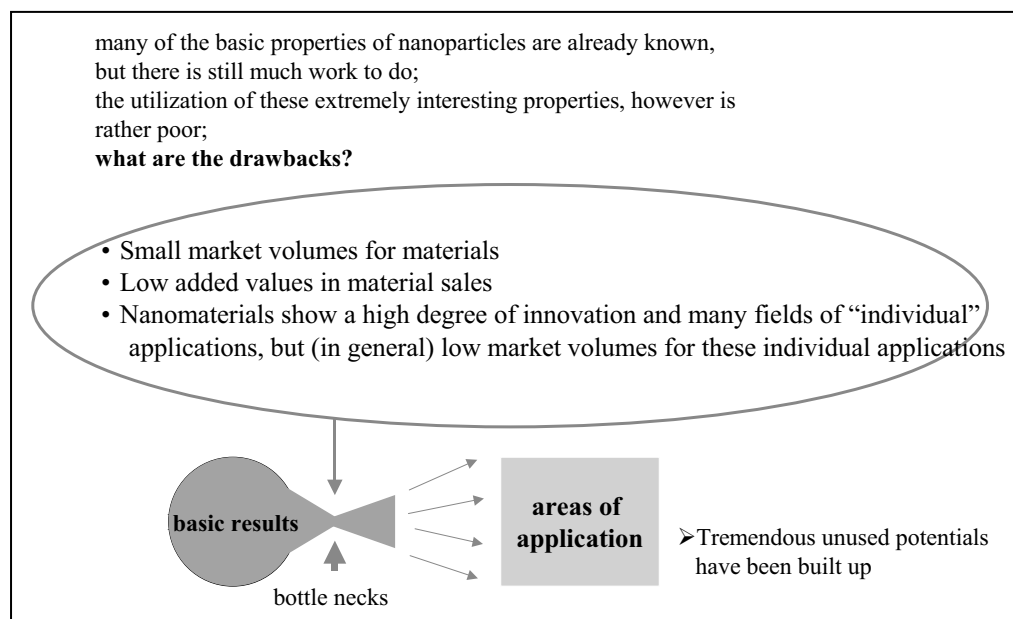 many of the basic properties of nanoparticles are already known,
but there is still much work to do;
the utilization of these extremely interesting properties, however is
rather poor;
what are the drawbacks?
• Small market volumes for materials
• Low added values in material sales
• Nanomaterials show a high degree of innovation and many fields of “individual”
applications, but (in general) low market volumes for these individual applications
basic results
bottle necks
areas of
application
➢Tremendous unused potentials
have been built up